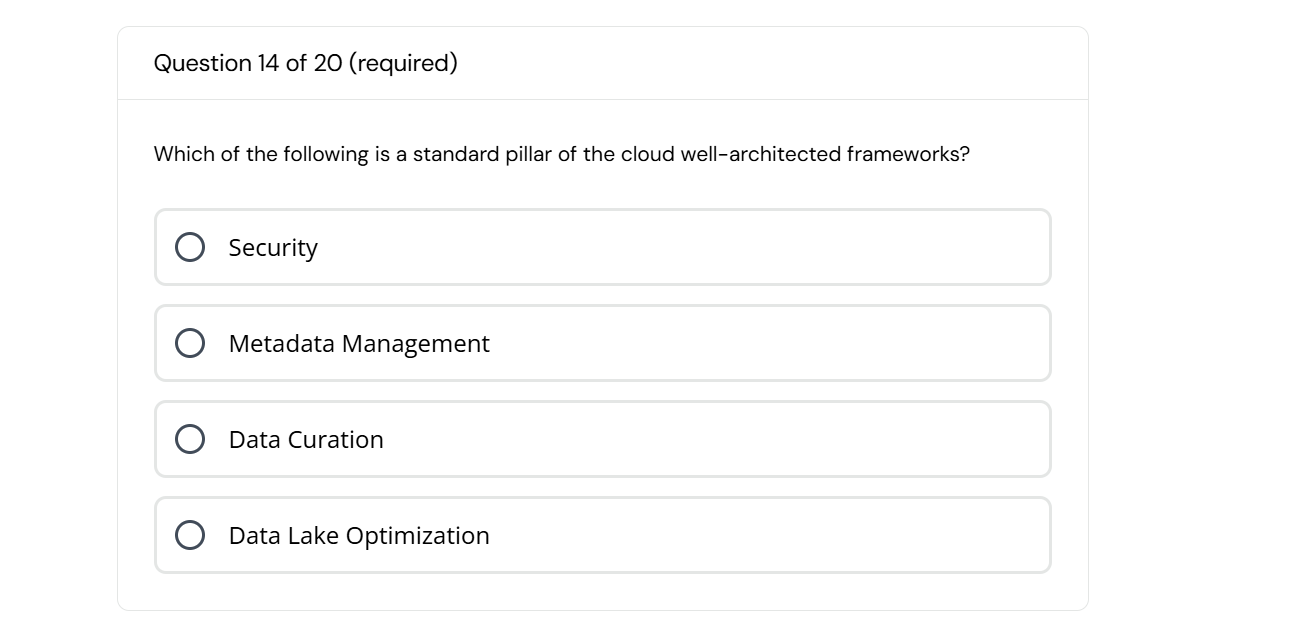 Question 14 of 20 (required)
Which of the following is a standard pillar of the cloud well-architected frameworks?
Security
Metadata Management
Data Curation
Data Lake Optimization